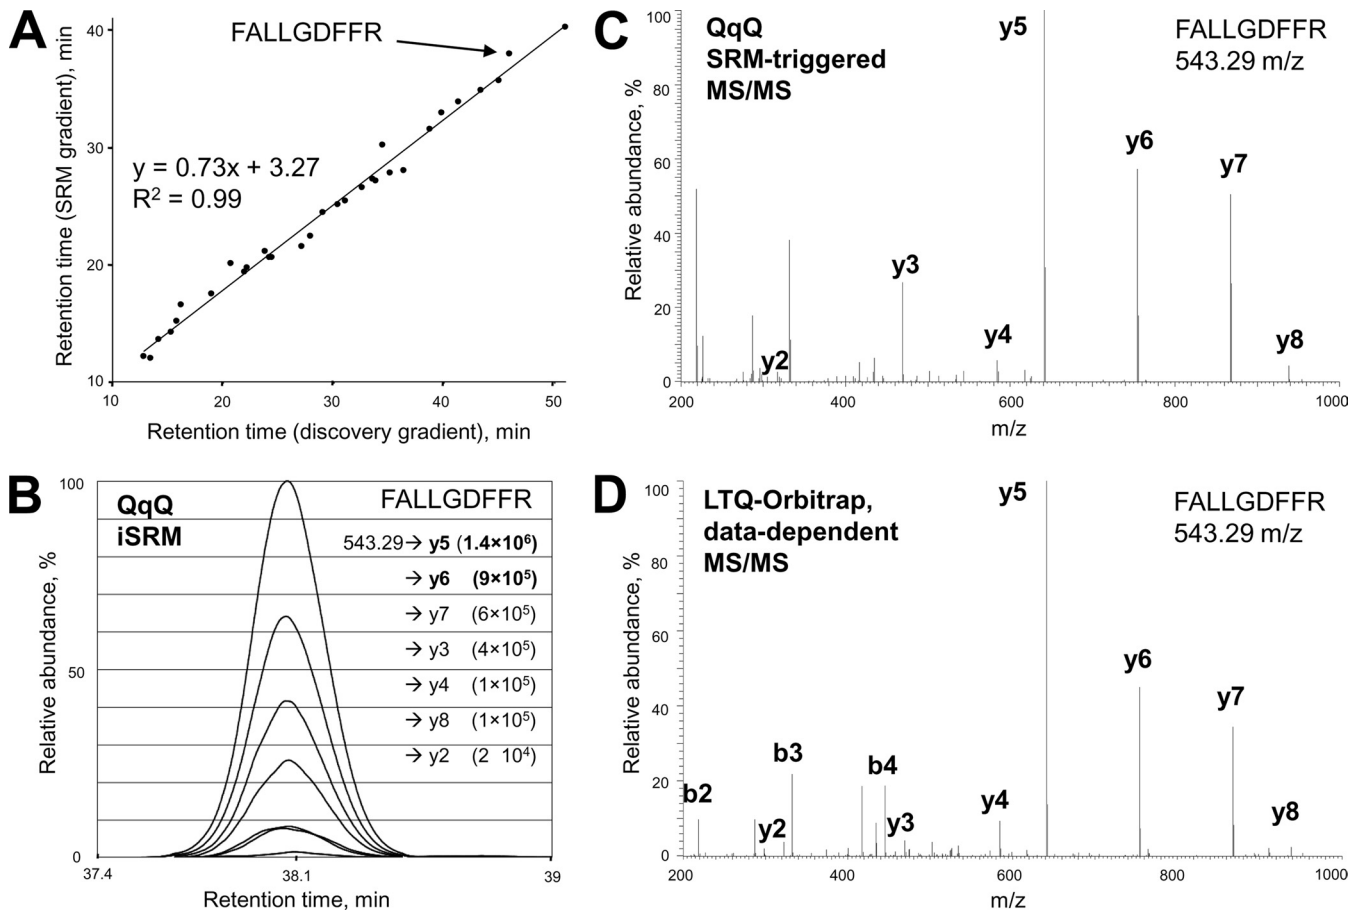 A
FALLGDFFR
y = 0.73x + 3.27
R² = 0.99
Retention time (SRM gradient), min
40
30
20
10
10 20 30 40 50
Retention time (discovery gradient), min
B
QqQ
iSRM
FALLGDFFR
543.29→ y5 (1.4×10⁶)
→ y6 (9×10⁵)
→ y7 (6×10⁵)
→ y3 (4×10⁵)
→ y4 (1×10⁵)
→ y8 (1×10⁵)
→ y2 (2 10⁴)
Relative abundance, %
100
50
0
37.4 38.1 39
Retention time, min
C
QqQ
SRM-triggered
MS/MS
FALLGDFFR
543.29 m/z
y5
y6
y7
y3
y4
y2
y8
Relative abundance, %
100
80
60
40
20
0
200 400 600 800 1000
m/z
D
LTQ-Orbitrap,
data-dependent
MS/MS
FALLGDFFR
543.29 m/z
y5
y6
y7
b3
b4
b2
y2
y3
y4
y8
Relative abundance, %
100
80
60
40
20
0
200 400 600 800 1000
m/z